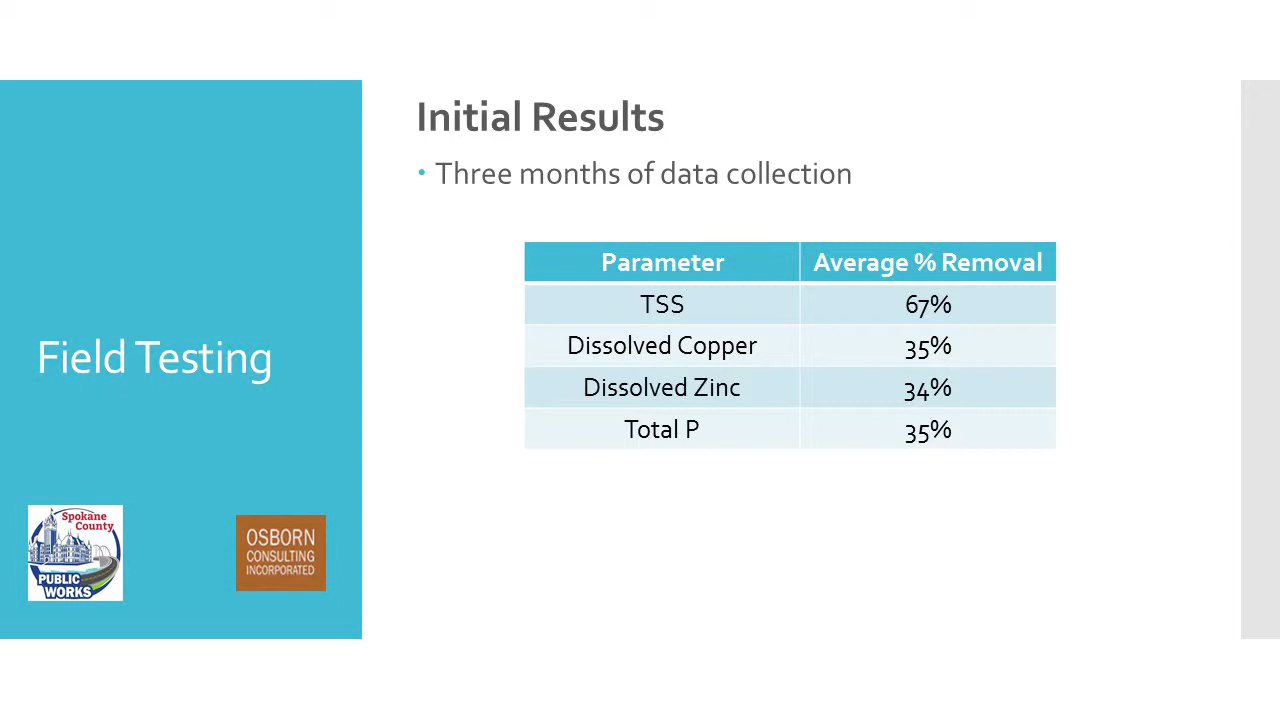 Field Testing
Spokane
County
PUBLIC
WORKS
OSBORN
CONSULTING
INCORPORATED
Initial Results
• Three months of data collection
Parameter Average % Removal
TSS 67%
Dissolved Copper 35%
Dissolved Zinc 34%
Total P 35%